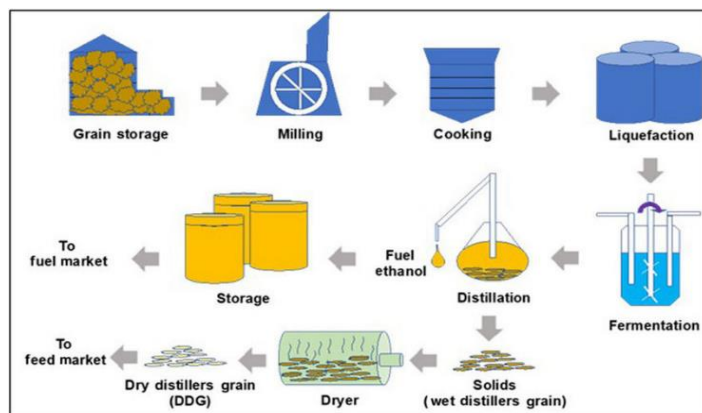 Grain storage
Milling
Cooking
Liquefaction
To
fuel market
Storage
Fuel
ethanol
Distillation
Fermentation
To
feed market
Dry distillers grain
(DDG)
Dryer
Solids
(wet distillers grain)